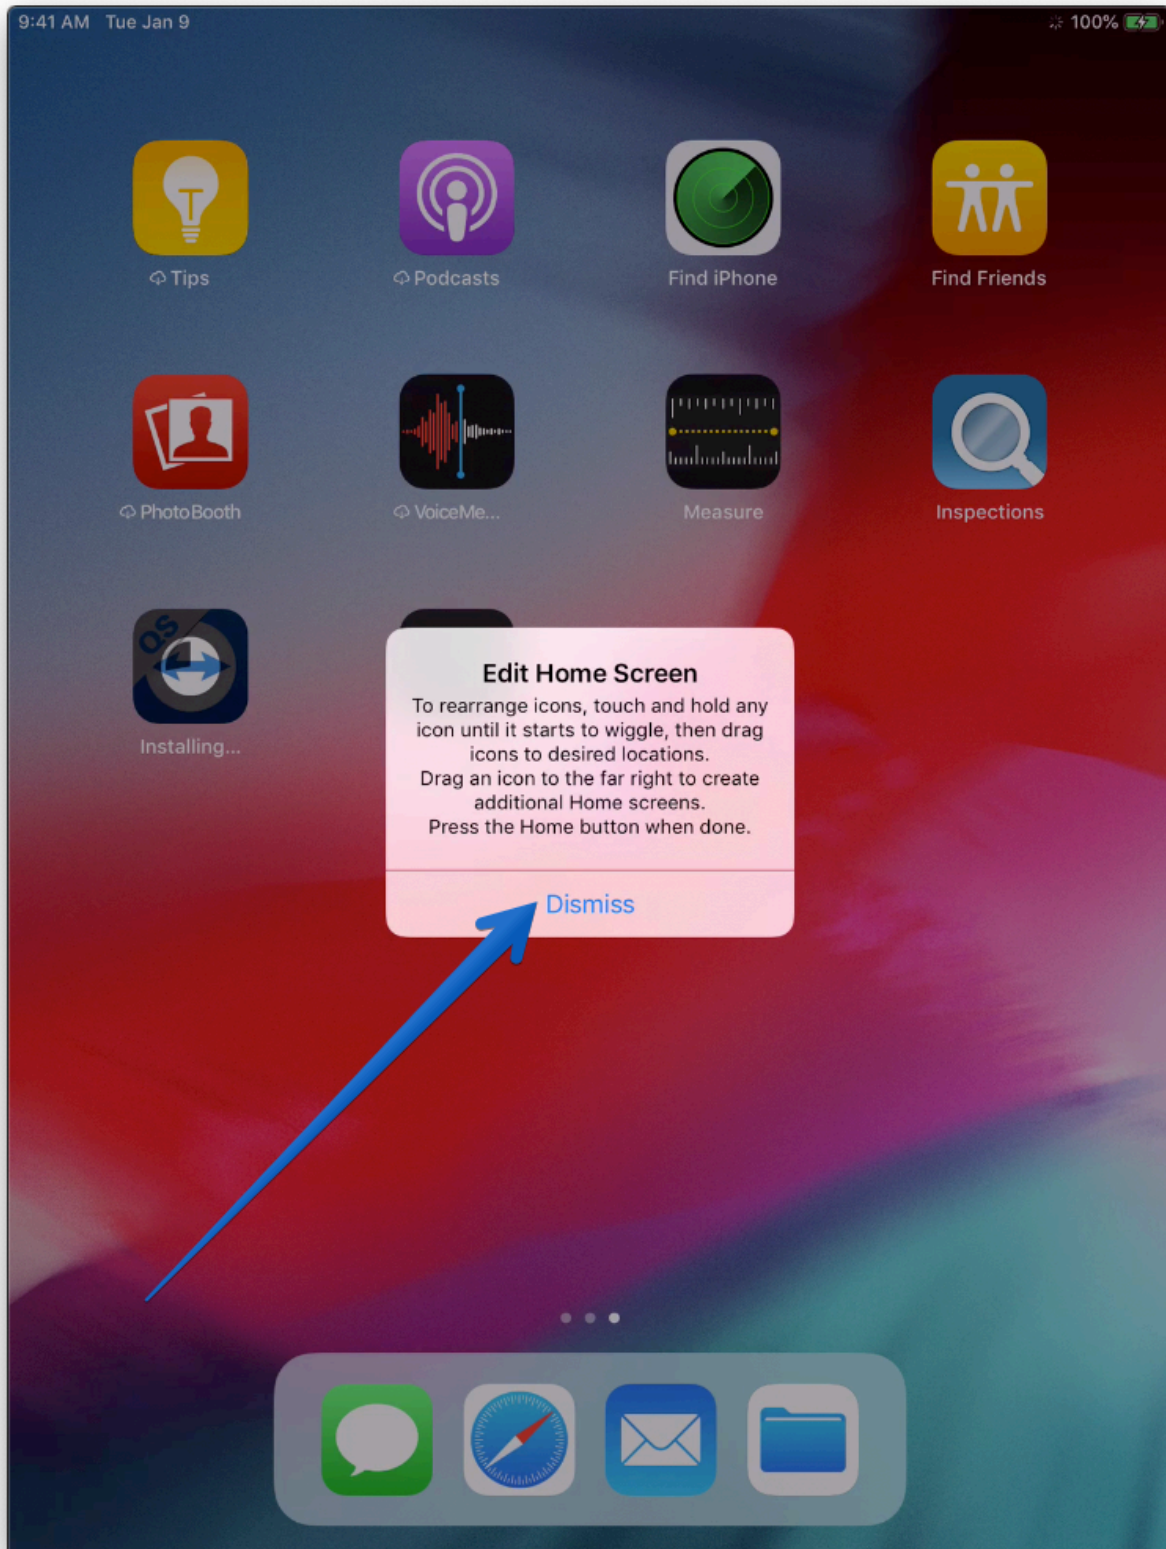 9:41 AM Tue Jan 9
100%
Tips
Podcasts
Find iPhone
Find Friends
Photo Booth
VoiceMe...
Measure
Inspections
QS
Installing...
Edit Home Screen
To rearrange icons, touch and hold any
icon until it starts to wiggle, then drag
icons to desired locations.
Drag an icon to the far right to create
additional Home screens.
Press the Home button when done.
Dismiss